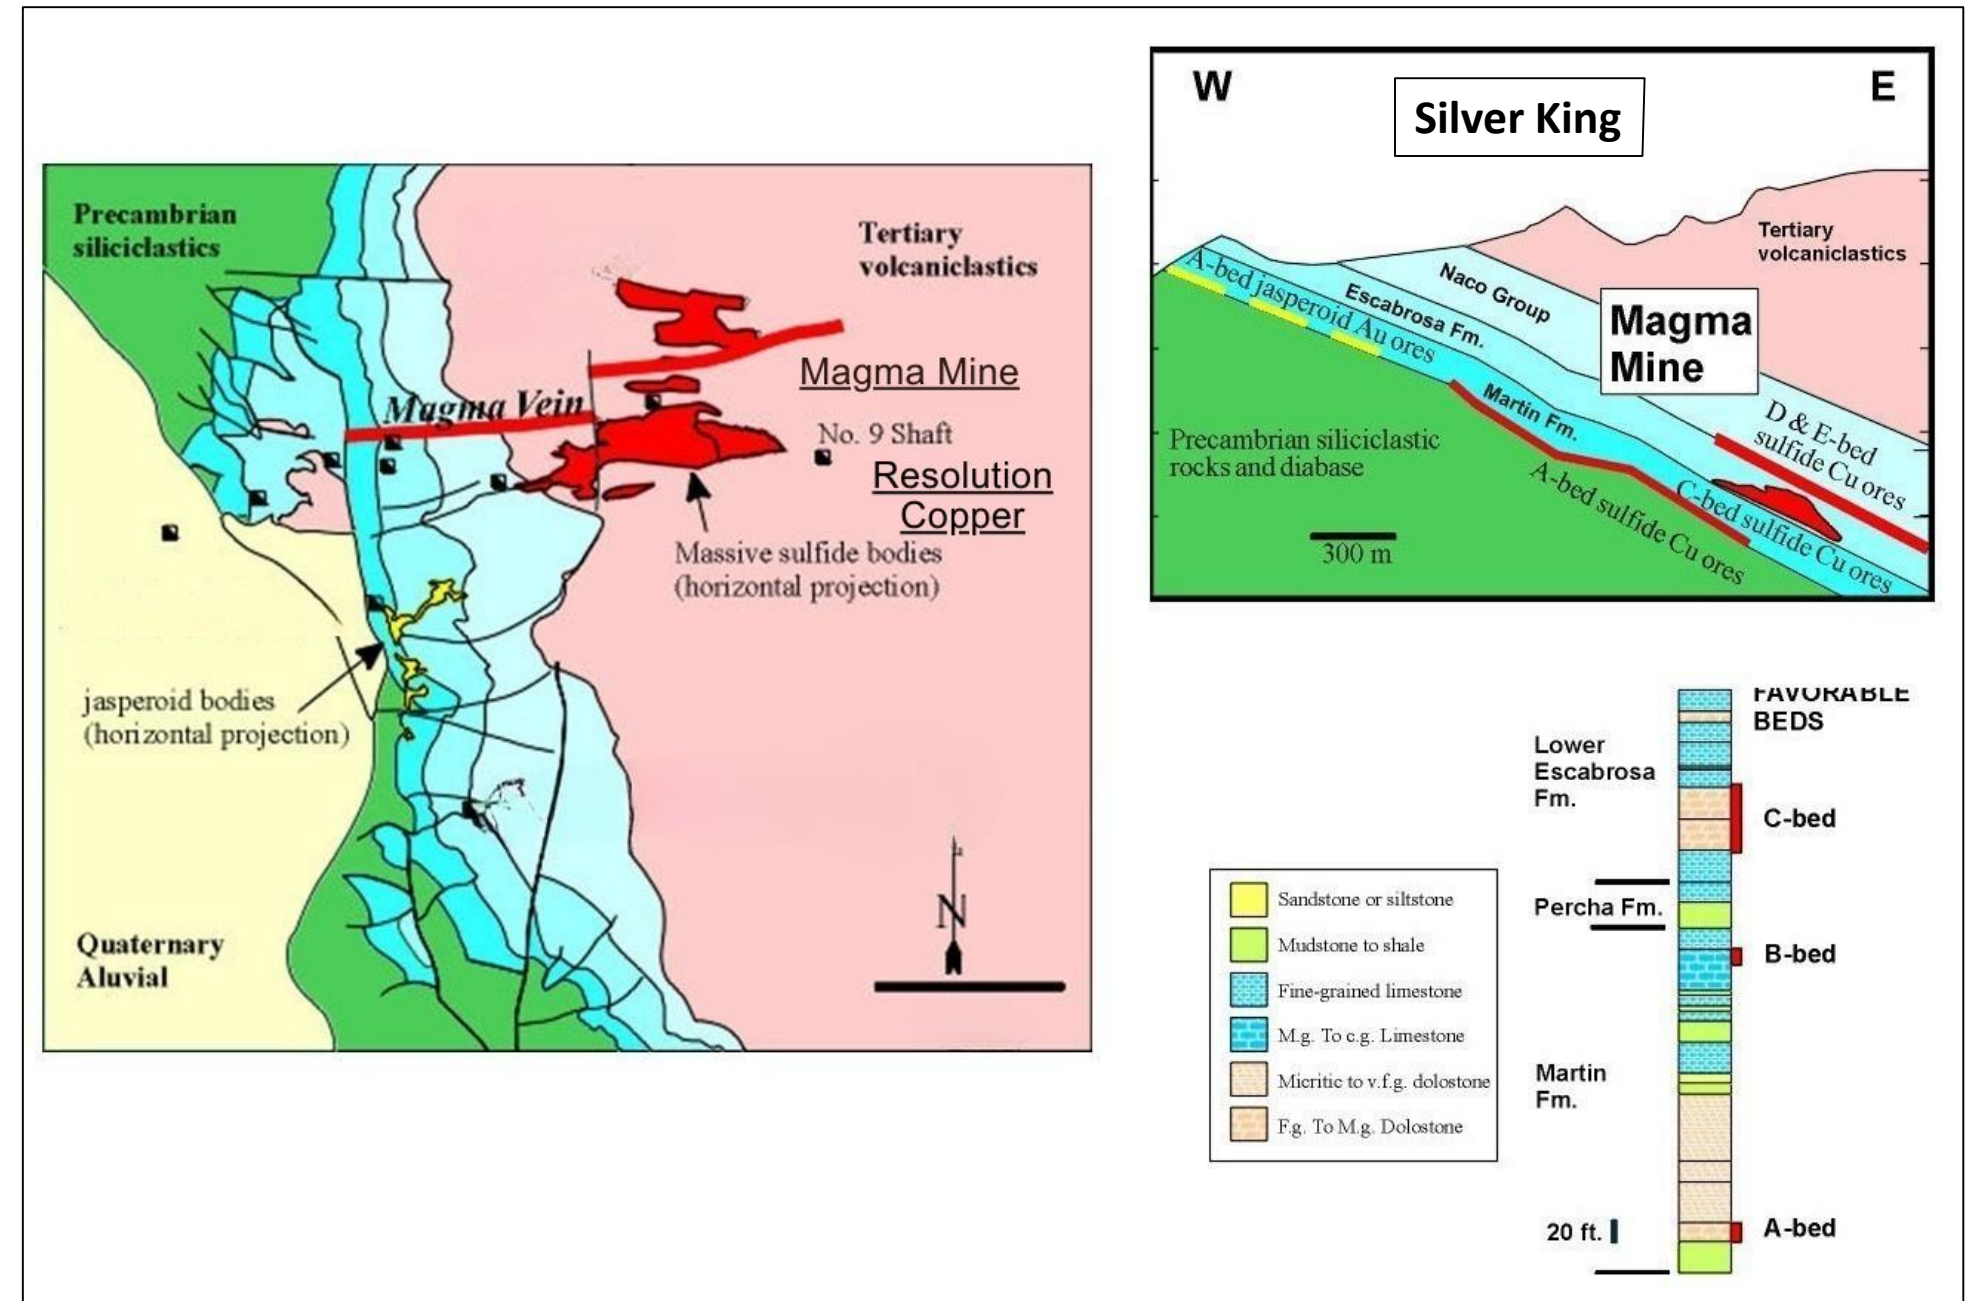 Precambrian
siliciclastics
Tertiary
volcaniclastics
Magma Mine
Magma Vein
No. 9 Shaft
Resolution
Copper
Massive sulfide bodies
(horizontal projection)
jasperoid bodies
(horizontal projection)
Quaternary
Aluvial
N
W
E
Silver King
Tertiary
volcaniclastics
Naco Group
Escabrosa Fm.
A-bed jasperoid Au ores
Magma
Mine
Martin Fm.
D & E-bed
sulfide Cu ores
Precambrian siliciclastic
rocks and diabase
A-bed sulfide Cu ores
C-bed sulfide Cu ores
300 m
FAVORABLE
BEDS
Lower
Escabrosa
Fm.
C-bed
Percha Fm.
B-bed
Martin
Fm.
20 ft.
A-bed
Sandstone or siltstone
Mudstone to shale
Fine-grained limestone
M.g. To c.g. Limestone
Micritic to v.f.g. dolostone
F.g. To M.g. Dolostone